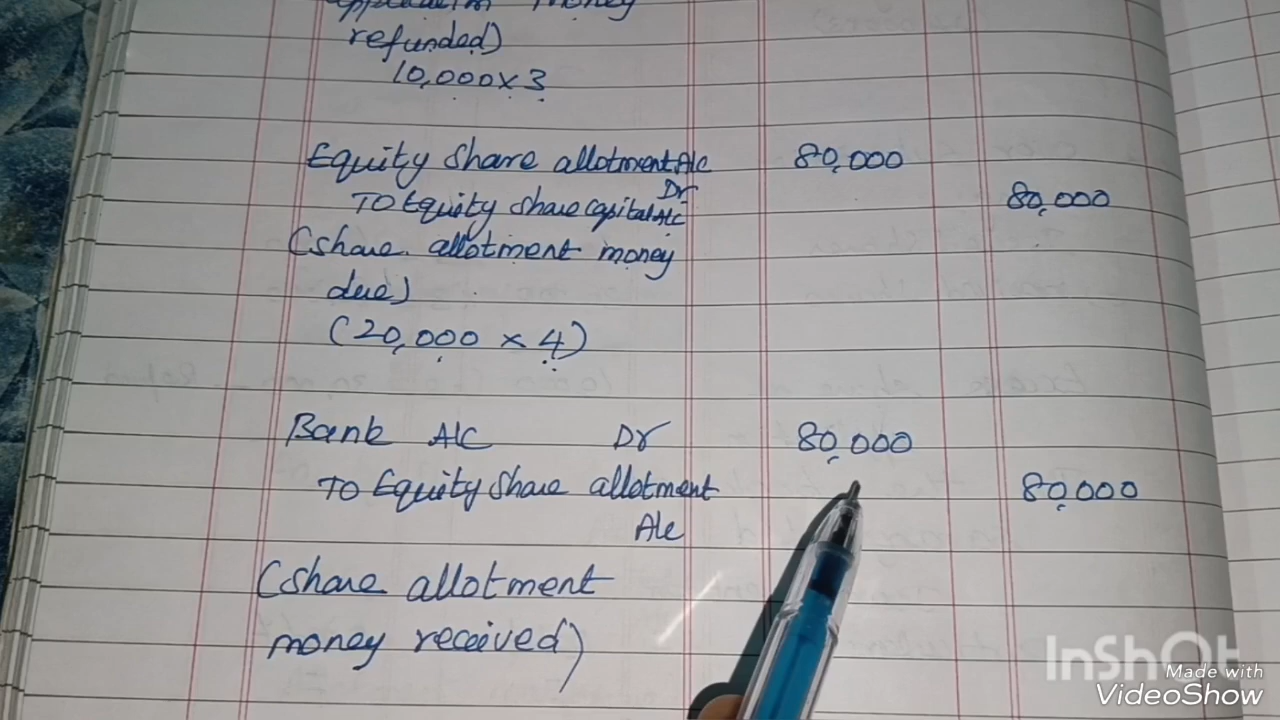 application money
refunded)
10,000 x 3
Equity share allotment A/c 80,000
Dr
To Equity share capital A/c 80,000
(share allotment money
due)
(20,000 x 4)
Bank A/c Dr 80,000
To Equity share allotment 80,000
A/c
(share allotment
money received)
InShOt
Made with
VideoShow